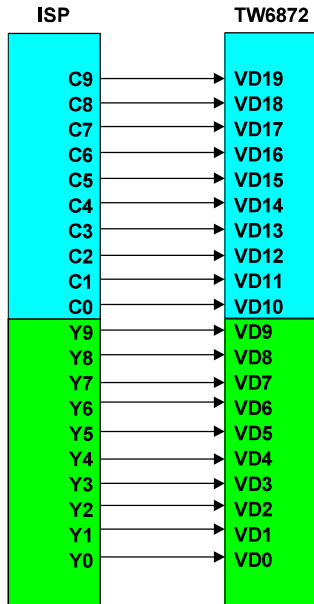 ISP TW6872
C9 VD19
C8 VD18
C7 VD17
C6 VD16
C5 VD15
C4 VD14
C3 VD13
C2 VD12
C1 VD11
C0 VD10
Y9 VD9
Y8 VD8
Y7 VD7
Y6 VD6
Y5 VD5
Y4 VD4
Y3 VD3
Y2 VD2
Y1 VD1
Y0 VD0